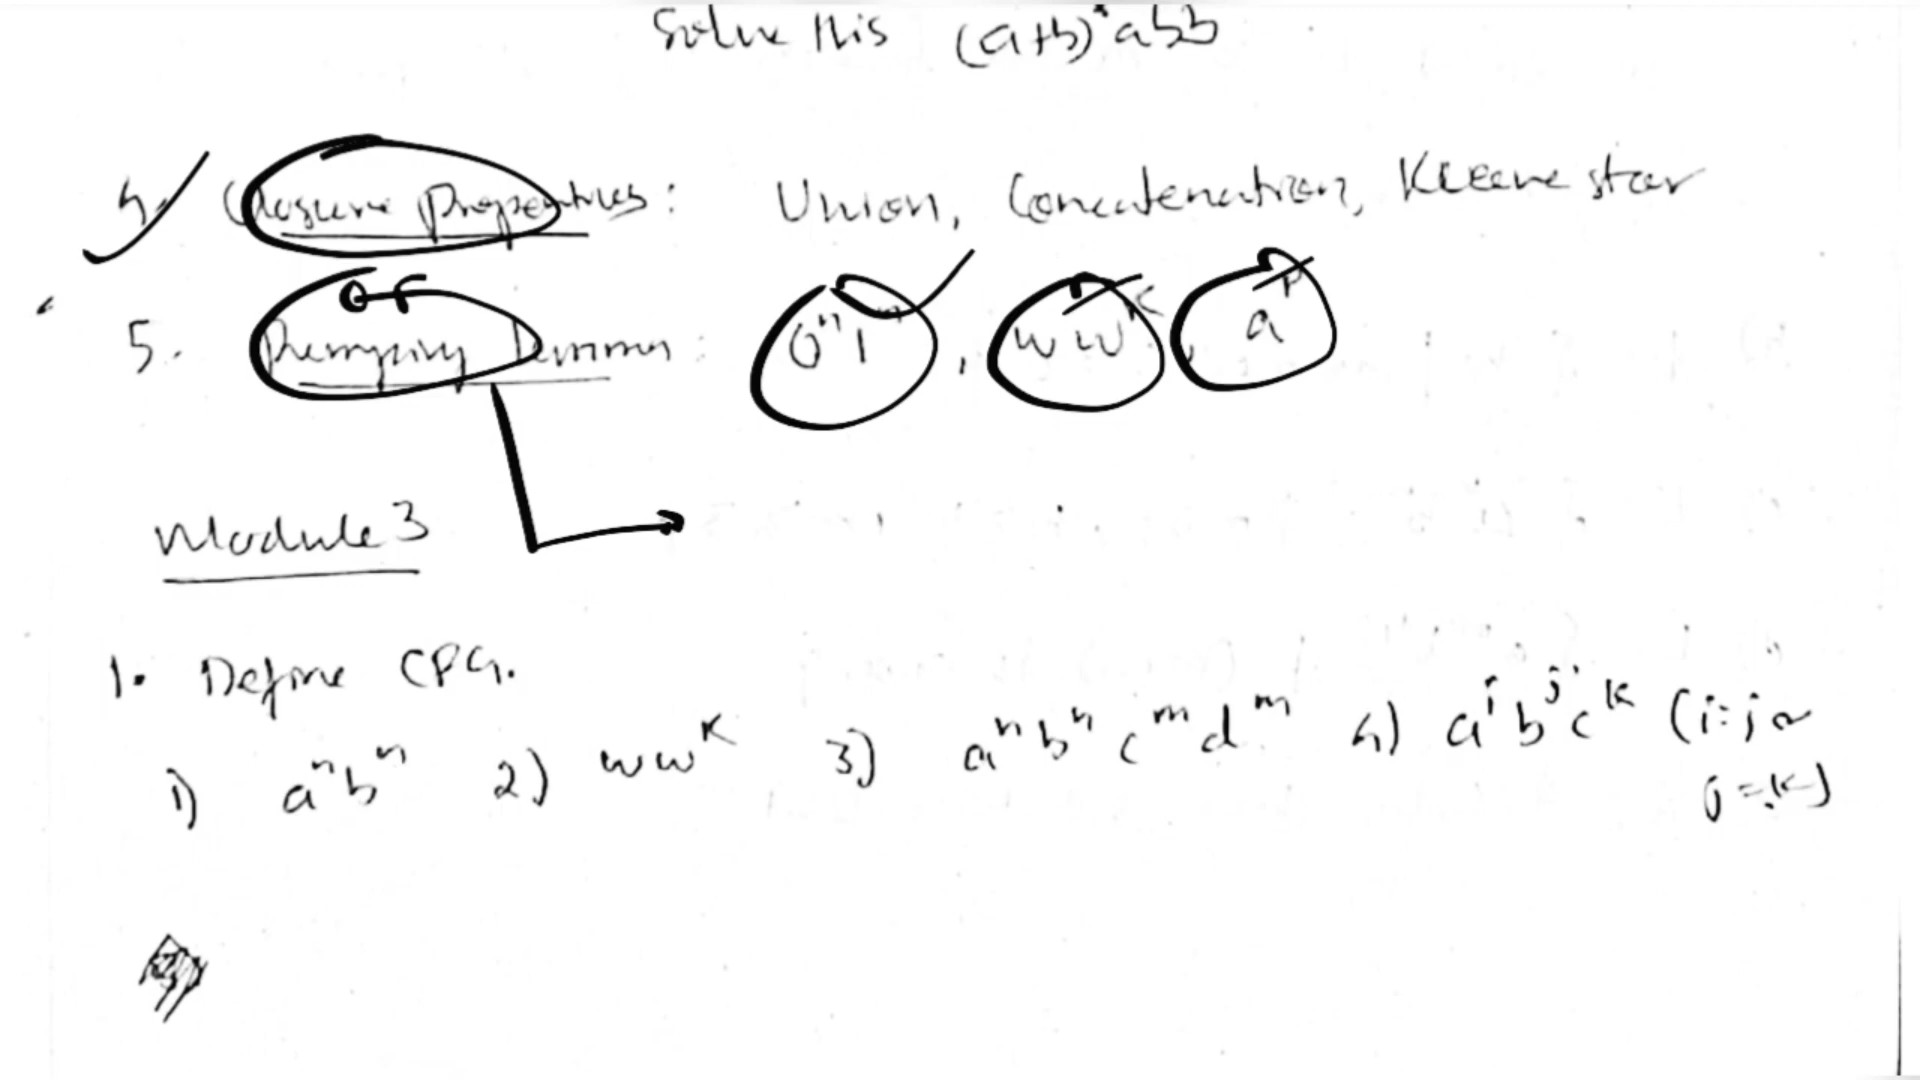 Solve this (a+b)*abb
4. Closure Properties: Union, Concatenation, Kleene star
5. Pumping Lemma: 0ⁿ1ⁿ, wwᴿ, aᵖ
Module 3
1. Define CFG.
1) aⁿbⁿ 2) wwᴿ 3) aⁿbⁿcᵐdᵐ 4) aⁱbʲcᵏ (i=j or
j=k)